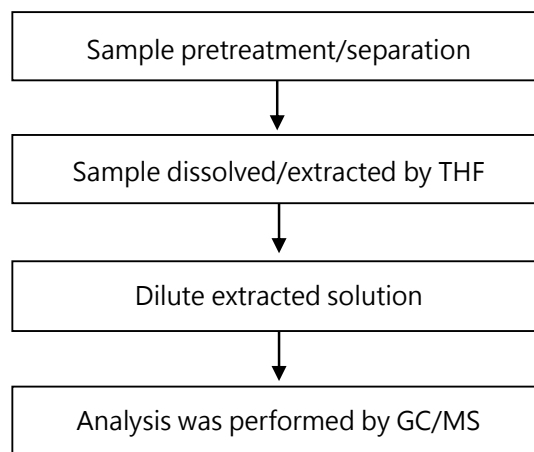 Sample pretreatment/separation
Sample dissolved/extracted by THF
Dilute extracted solution
Analysis was performed by GC/MS